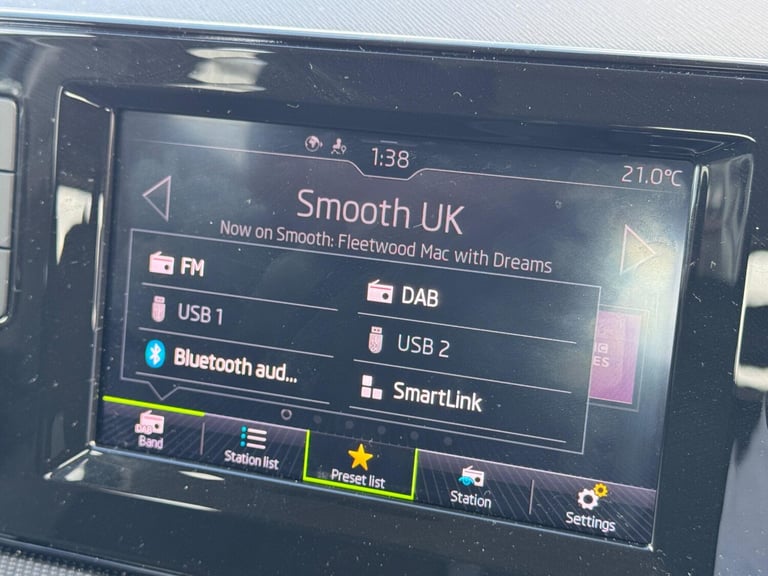 1:38
21.0°C
Smooth UK
Now on Smooth: Fleetwood Mac with Dreams
FM
DAB
USB 1
USB 2
Bluetooth aud...
SmartLink
DAB
Band
Station list
Preset list
Station
Settings